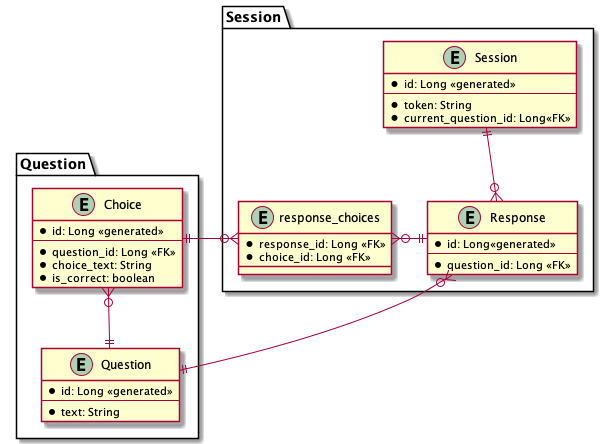 Session
E Session
id: Long «generated»
token: String
current_question_id: Long«FK»
Question
E Choice
id: Long «generated»
question_id: Long «FK»
choice_text: String
is_correct: boolean
E response_choices
response_id: Long «FK»
choice_id: Long «FK»
E Response
id: Long«generated»
question_id: Long «FK»
E Question
id: Long «generated»
text: String